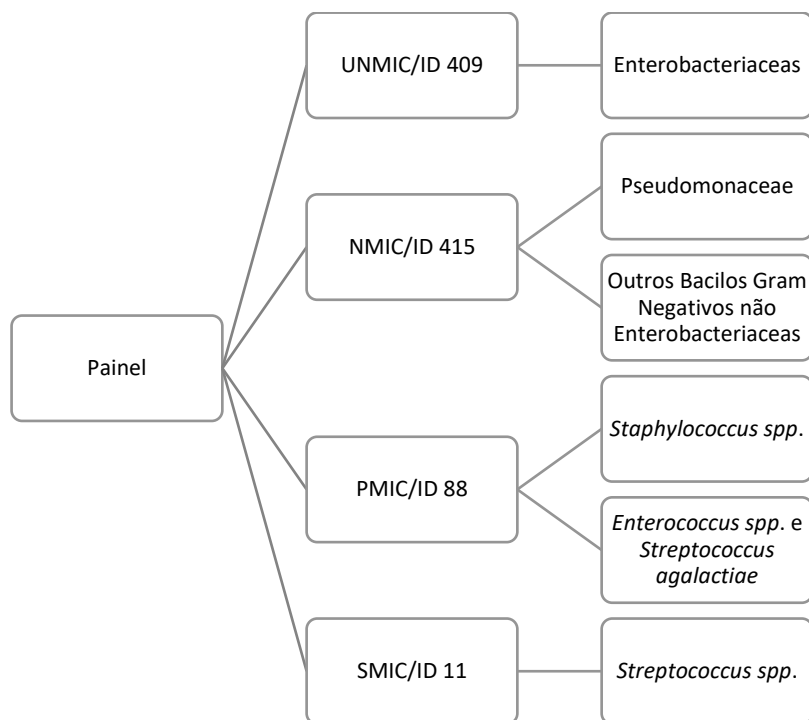 Painel
UNMIC/ID 409
Enterobacteriaceas
NMIC/ID 415
Pseudomonaceae
Outros Bacilos Gram
Negativos não
Enterobacteriaceas
PMIC/ID 88
Staphylococcus spp.
Enterococcus spp. e
Streptococcus
agalactiae
SMIC/ID 11
Streptococcus spp.